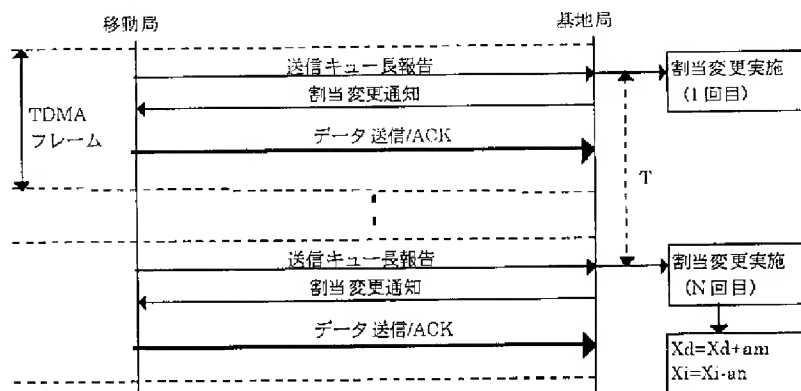 移動局
基地局
送信キュー長報告
割当変更実施
(1回目)
割当変更通知
TDMA
フレーム
データ送信/ACK
T
送信キュー長報告
割当変更実施
(N回目)
割当変更通知
データ送信/ACK
Xd=Xd+am
Xi=Xi-an